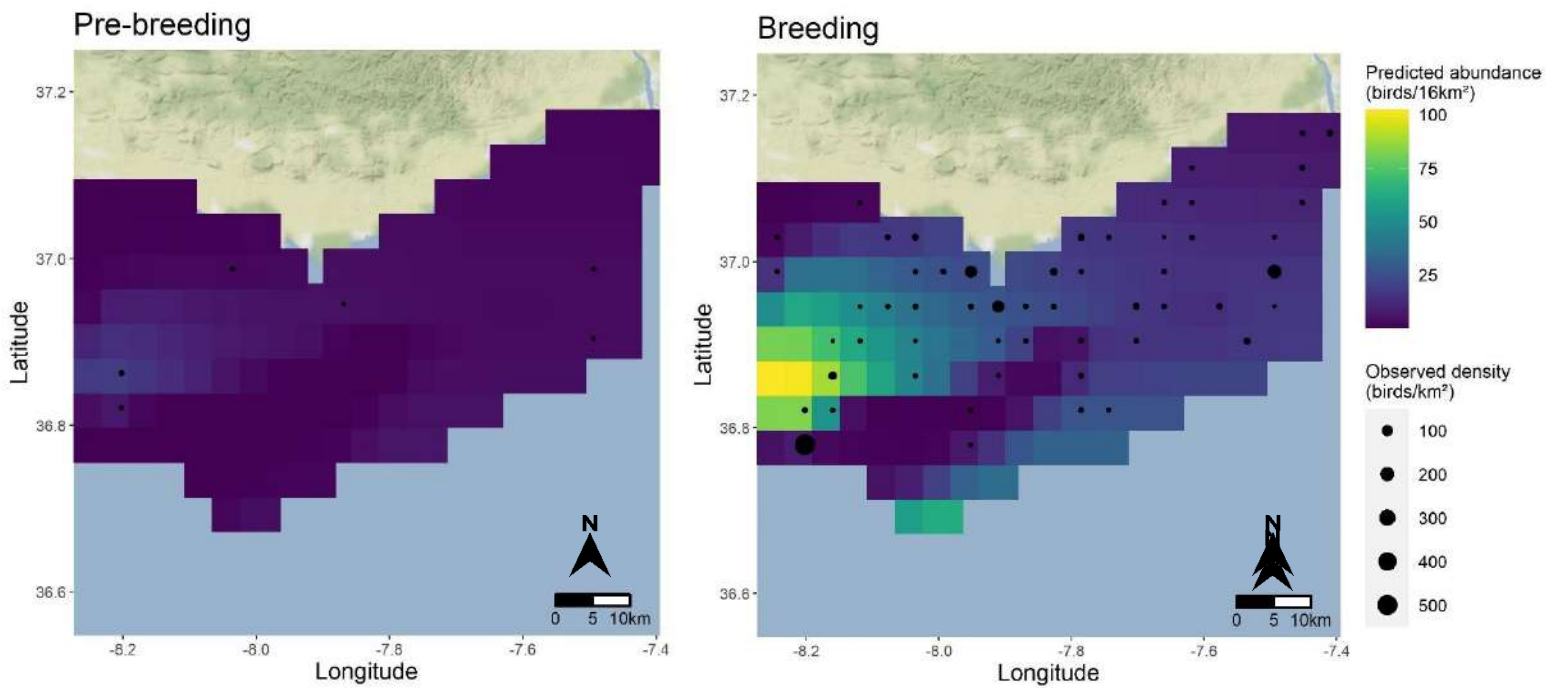 Pre-breeding
Latitude
37.2
37.0
36.8
36.6
-8.2
-8.0
-7.8
-7.6
-7.4
Longitude
N
0 5 10km
Breeding
Latitude
37.2
37.0
36.8
36.6
-8.2
-8.0
-7.8
-7.6
-7.4
Longitude
N
N
0 5 10km
Predicted abundance
(birds/16km²)
100
75
50
25
Observed density
(birds/km²)
100
200
300
400
500